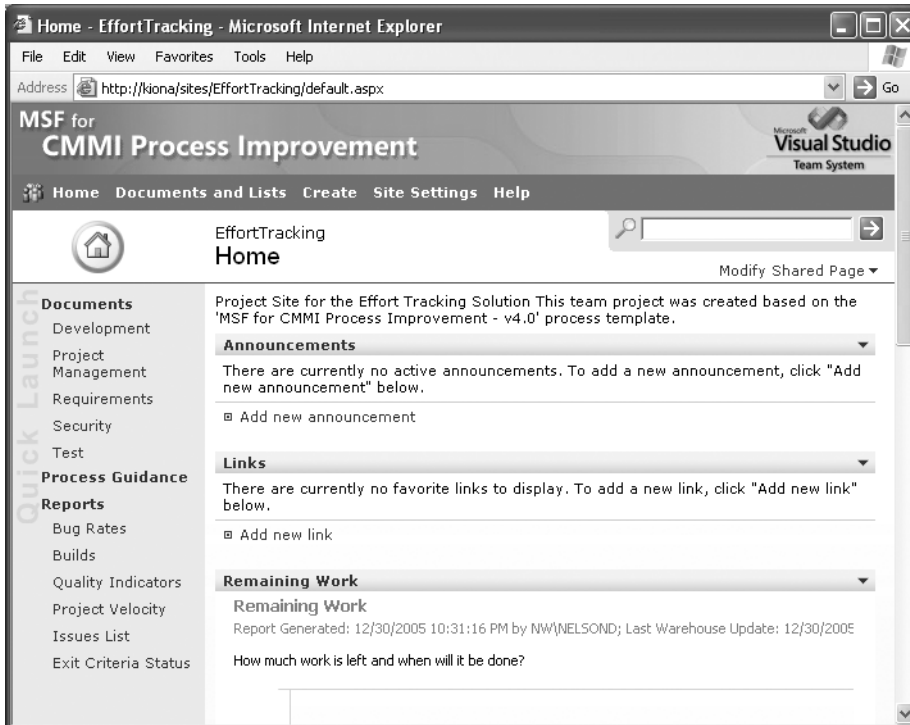 Home - EffortTracking - Microsoft Internet Explorer
File Edit View Favorites Tools Help
Address http://kiona/sites/EffortTracking/default.aspx Go
MSF for
CMMI Process Improvement
Microsoft
Visual Studio
Team System
Home Documents and Lists Create Site Settings Help
EffortTracking
Home
Modify Shared Page
Quick Launch
Documents
Development
Project
Management
Requirements
Security
Test
Process Guidance
Reports
Bug Rates
Builds
Quality Indicators
Project Velocity
Issues List
Exit Criteria Status
Project Site for the Effort Tracking Solution This team project was created based on the
'MSF for CMMI Process Improvement - v4.0' process template.
Announcements
There are currently no active announcements. To add a new announcement, click "Add
new announcement" below.
Add new announcement
Links
There are currently no favorite links to display. To add a new link, click "Add new link"
below.
Add new link
Remaining Work
Remaining Work
Report Generated: 12/30/2005 10:31:16 PM by NW\NELSOND; Last Warehouse Update: 12/30/2005
How much work is left and when will it be done?